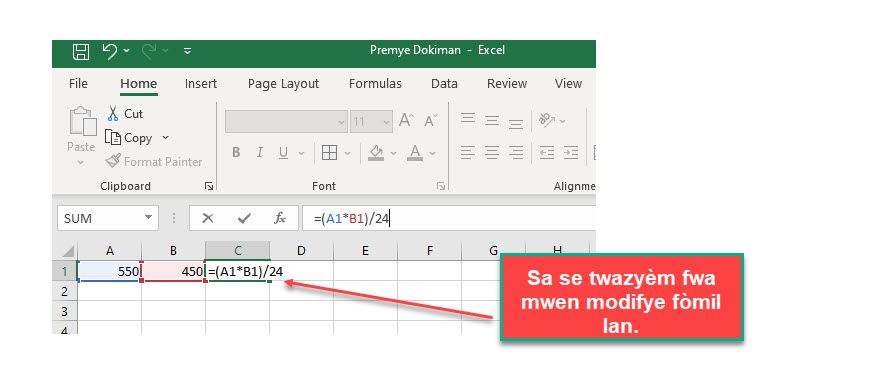 Premye Dokiman - Excel
File Home Insert Page Layout Formulas Data Review View
Paste
Cut
Copy
Format Painter
11 A A
B I U A
Clipboard Font Alignme
SUM fx =(A1*B1)/24
A B C D E F G H
1 550 450 =(A1*B1)/24
2
3
4
Sa se twazyèm fwa
mwen modifye fòmil
lan.